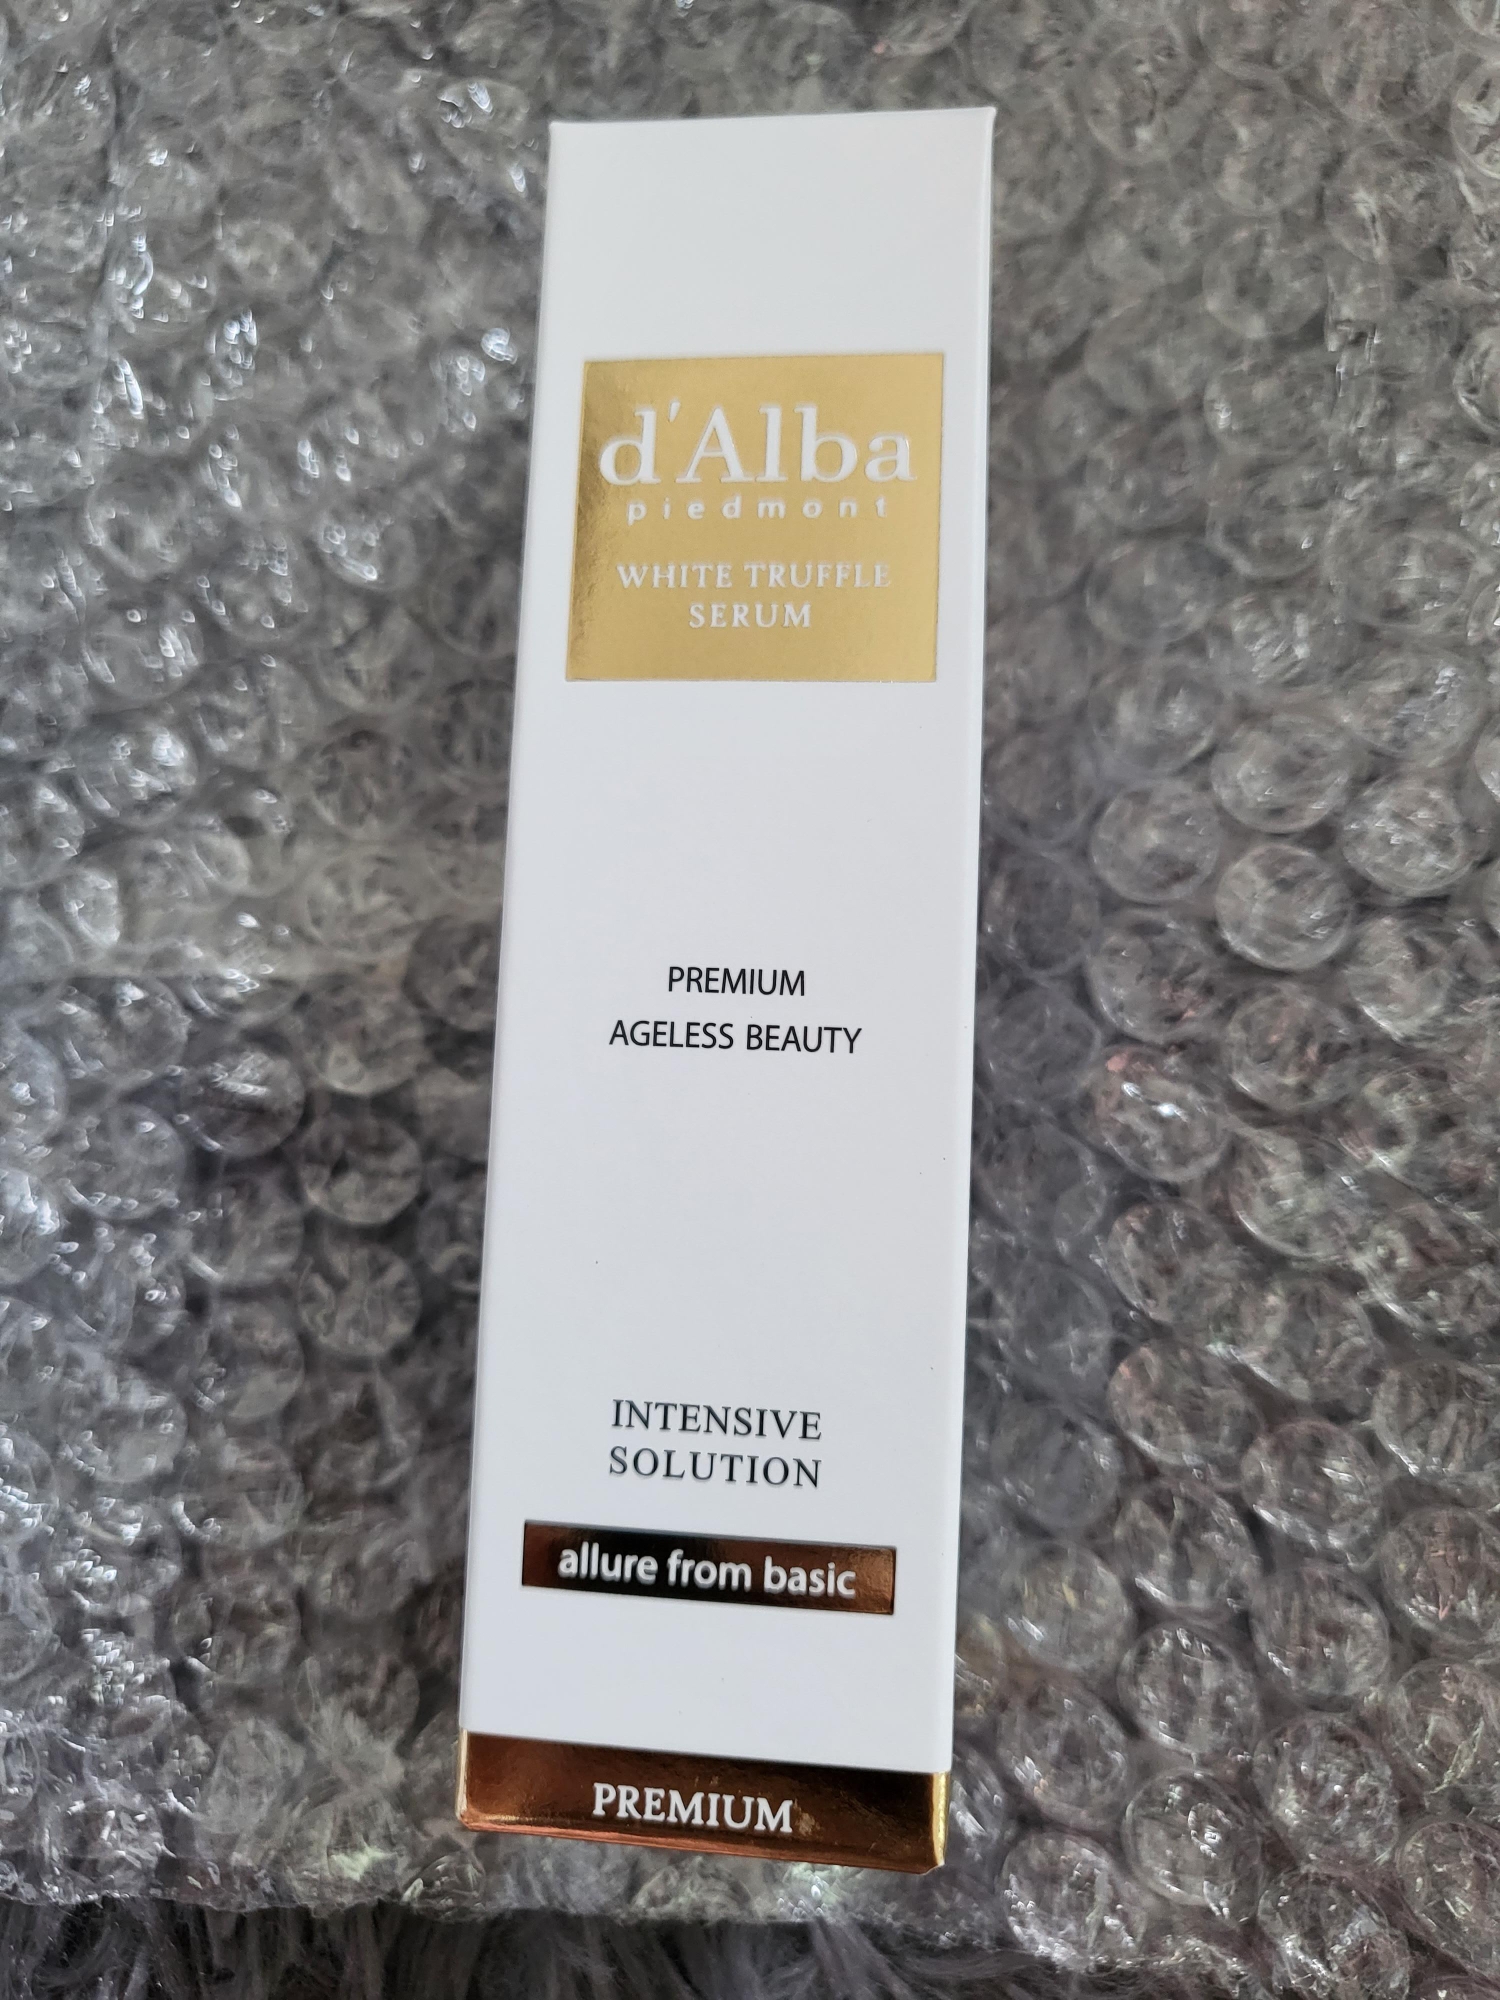 d'Alba
piedmont
WHITE TRUFFLE
SERUM
PREMIUM
AGELESS BEAUTY
INTENSIVE
SOLUTION
allure from basic
PREMIUM